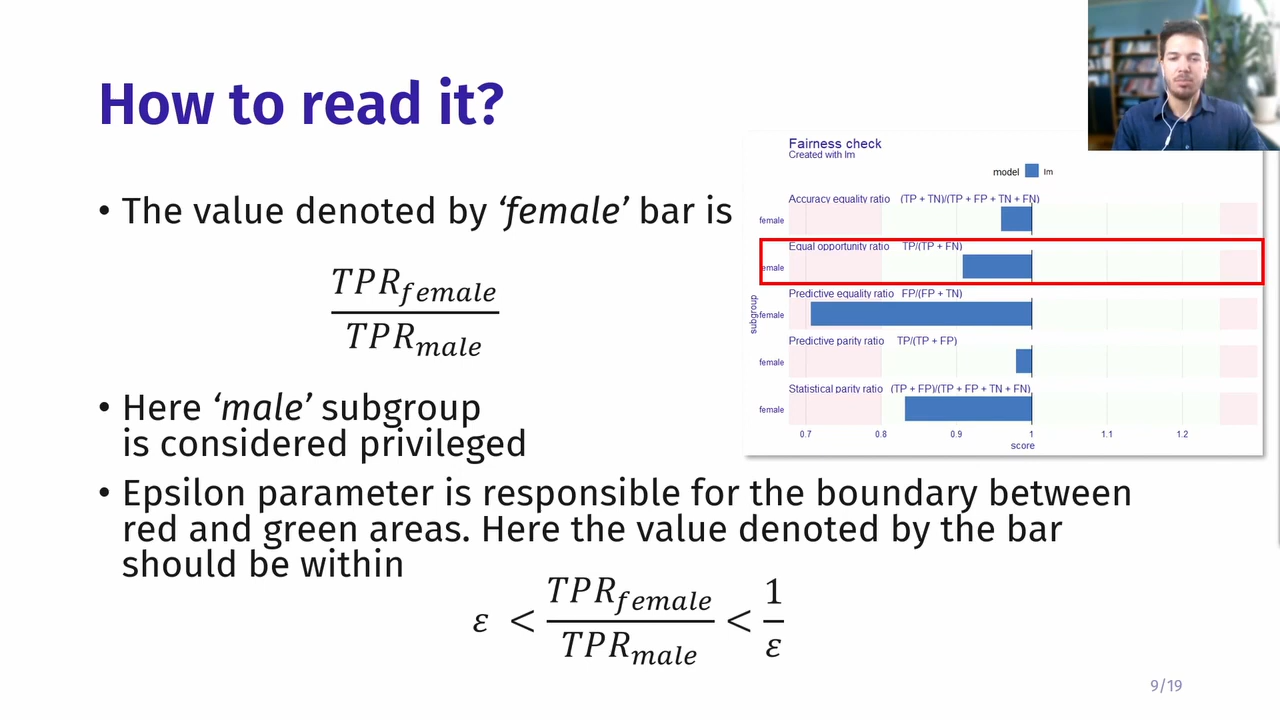 How to read it?
• The value denoted by ‘female’ bar is
TPR_female
TPR_male
• Here ‘male’ subgroup
is considered privileged
• Epsilon parameter is responsible for the boundary between
red and green areas. Here the value denoted by the bar
should be within
ε < TPR_female / TPR_male < 1 / ε
Fairness check
Created with lm
model lm
subgroup
Accuracy equality ratio (TP + TN)/(TP + FP + TN + FN)
female
Equal opportunity ratio TP/(TP + FN)
female
Predictive equality ratio FP/(FP + TN)
female
Predictive parity ratio TP/(TP + FP)
female
Statistical parity ratio (TP + FP)/(TP + FP + TN + FN)
female
0.7 0.8 0.9 1 1.1 1.2
score
9/19